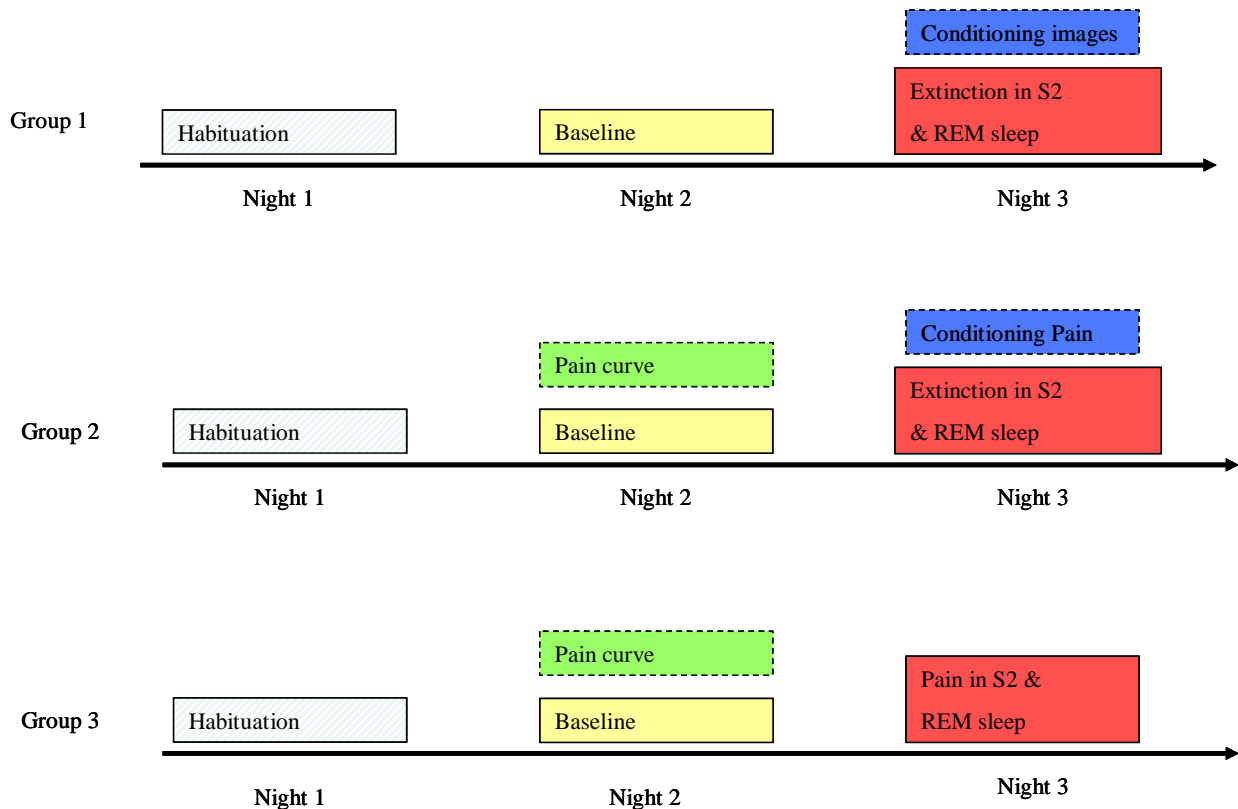 Conditioning images
Group 1
Habituation
Baseline
Extinction in S2
& REM sleep
Night 1
Night 2
Night 3
Conditioning Pain
Pain curve
Group 2
Habituation
Baseline
Extinction in S2
& REM sleep
Night 1
Night 2
Night 3
Pain curve
Group 3
Habituation
Baseline
Pain in S2 &
REM sleep
Night 1
Night 2
Night 3